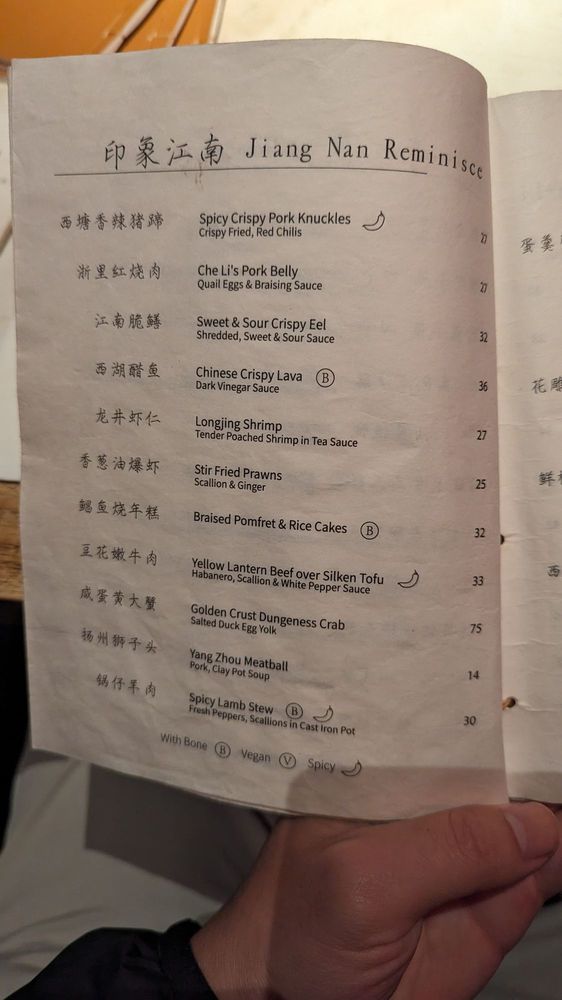 印象江南 Jiang Nan Reminisce
西塘香辣猪蹄 Spicy Crispy Pork Knuckles 27
Crispy Fried, Red Chilis
浙里红烧肉 Che Li's Pork Belly 27
Quail Eggs & Braising Sauce
江南脆鳝 Sweet & Sour Crispy Eel 32
Shredded, Sweet & Sour Sauce
西湖醋鱼 Chinese Crispy Lava B 36
Dark Vinegar Sauce
龙井虾仁 Longjing Shrimp 27
Tender Poached Shrimp in Tea Sauce
香葱油爆虾 Stir Fried Prawns 25
Scallion & Ginger
鲳鱼烧年糕 Braised Pomfret & Rice Cakes B 32
豆花嫩牛肉 Yellow Lantern Beef over Silken Tofu 33
Habanero, Scallion & White Pepper Sauce
咸蛋黄大蟹 Golden Crust Dungeness Crab 75
Salted Duck Egg Yolk
扬州狮子头 Yang Zhou Meatball 14
Pork, Clay Pot Soup
锅仔羊肉 Spicy Lamb Stew B 30
Fresh Peppers, Scallions in Cast Iron Pot
With Bone B Vegan V Spicy
蛋羹
花雕
西